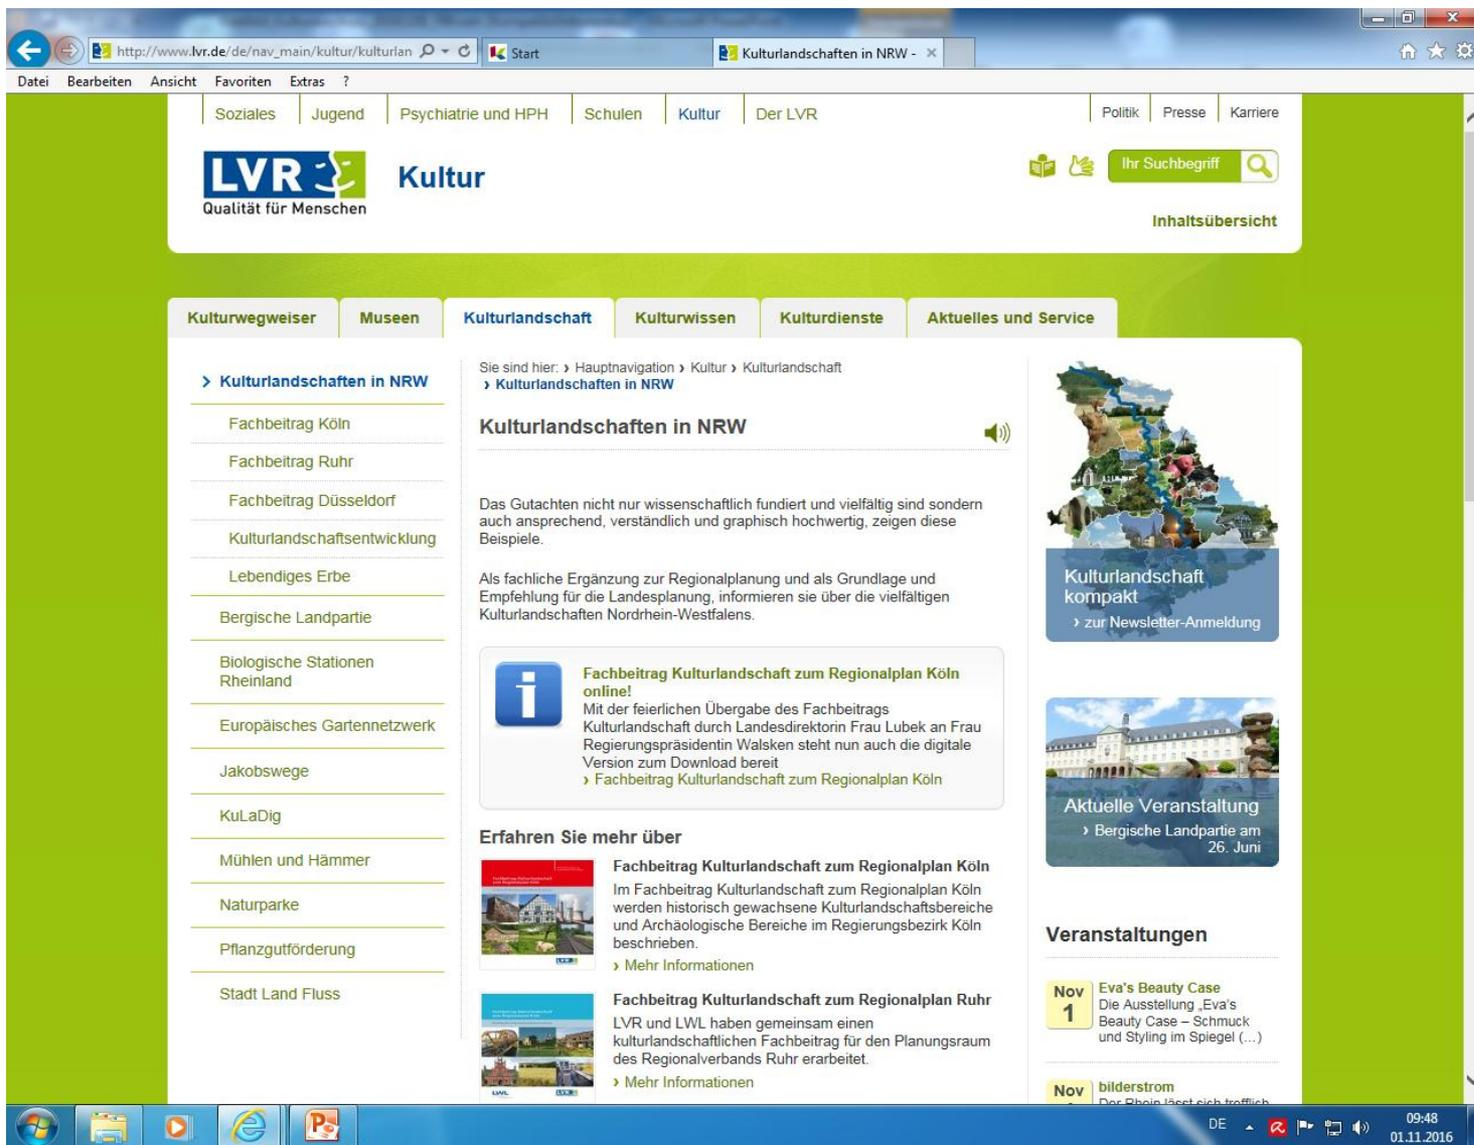 http://www.lvr.de/de/nav_main/kultur/kulturlan
Start
Kulturlandschaften in NRW -
Datei Bearbeiten Ansicht Favoriten Extras ?
Soziales Jugend Psychiatrie und HPH Schulen Kultur Der LVR
Politik Presse Karriere
LVR
Qualität für Menschen
Kultur
Ihr Suchbegriff
Inhaltsübersicht
Kulturwegweiser Museen Kulturlandschaft Kulturwissen Kulturdienste Aktuelles und Service
› Kulturlandschaften in NRW
Fachbeitrag Köln
Fachbeitrag Ruhr
Fachbeitrag Düsseldorf
Kulturlandschaftsentwicklung
Lebendiges Erbe
Bergische Landpartie
Biologische Stationen
Rheinland
Europäisches Gartennetzwerk
Jakobswege
KuLaDig
Mühlen und Hämmer
Naturparke
Pflanzgutförderung
Stadt Land Fluss
Sie sind hier: › Hauptnavigation › Kultur › Kulturlandschaft
› Kulturlandschaften in NRW
Kulturlandschaften in NRW
Das Gutachten nicht nur wissenschaftlich fundiert und vielfältig sind sondern
auch ansprechend, verständlich und graphisch hochwertig, zeigen diese
Beispiele.
Als fachliche Ergänzung zur Regionalplanung und als Grundlage und
Empfehlung für die Landesplanung, informieren sie über die vielfältigen
Kulturlandschaften Nordrhein-Westfalens.
i
Fachbeitrag Kulturlandschaft zum Regionalplan Köln
online!
Mit der feierlichen Übergabe des Fachbeitrags
Kulturlandschaft durch Landesdirektorin Frau Lubek an Frau
Regierungspräsidentin Walsken steht nun auch die digitale
Version zum Download bereit
› Fachbeitrag Kulturlandschaft zum Regionalplan Köln
Erfahren Sie mehr über
Fachbeitrag Kulturlandschaft zum Regionalplan Köln
Im Fachbeitrag Kulturlandschaft zum Regionalplan Köln
werden historisch gewachsene Kulturlandschaftsbereiche
und Archäologische Bereiche im Regierungsbezirk Köln
beschrieben.
› Mehr Informationen
Fachbeitrag Kulturlandschaft zum Regionalplan Ruhr
LVR und LWL haben gemeinsam einen
kulturlandschaftlichen Fachbeitrag für den Planungsraum
des Regionalverbands Ruhr erarbeitet.
› Mehr Informationen
Kulturlandschaft
kompakt
› zur Newsletter-Anmeldung
Aktuelle Veranstaltung
› Bergische Landpartie am
26. Juni
Veranstaltungen
Nov
1
Eva's Beauty Case
Die Ausstellung „Eva's
Beauty Case – Schmuck
und Styling im Spiegel (...)
Nov
bilderstrom
Der Rhein lässt sich trefflich
DE
09:48
01.11.2016